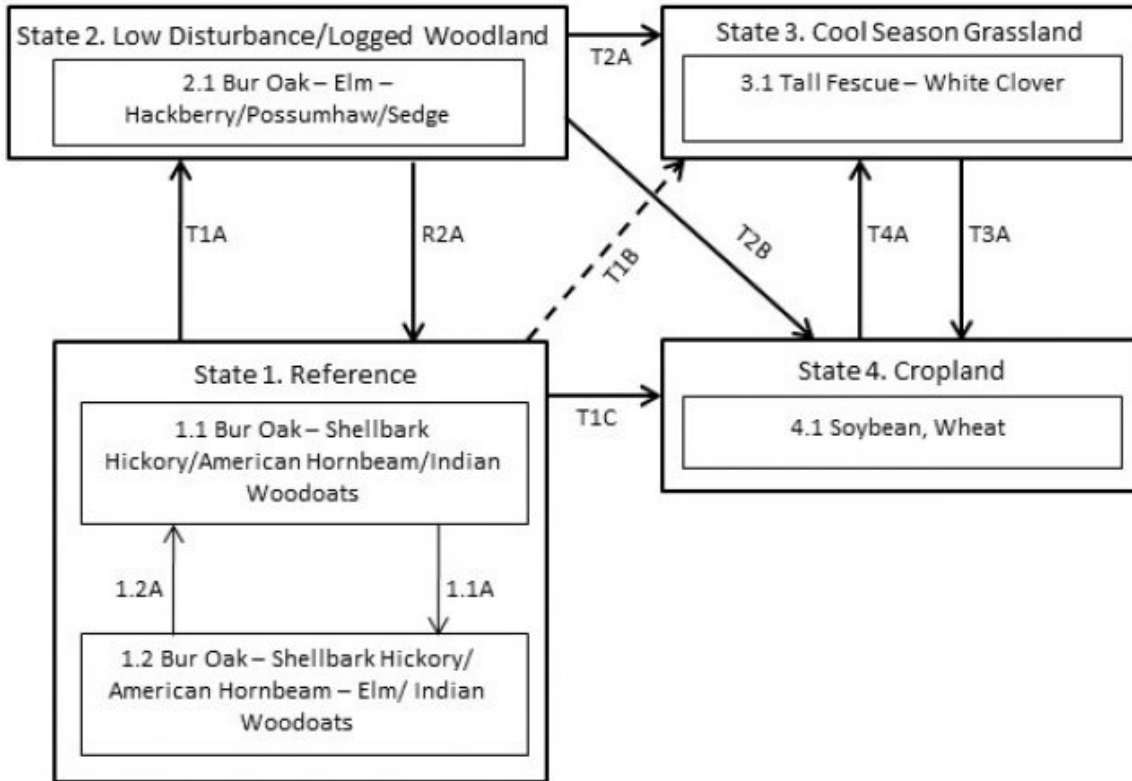 State 2. Low Disturbance/Logged Woodland
2.1 Bur Oak – Elm –
Hackberry/Possumhaw/Sedge
T2A
State 3. Cool Season Grassland
3.1 Tall Fescue – White Clover
T1A
R2A
T1B
T2B
T4A
T3A
State 1. Reference
1.1 Bur Oak – Shellbark
Hickory/American Hornbeam/Indian
Woodoats
1.2A
1.1A
1.2 Bur Oak – Shellbark Hickory/
American Hornbeam – Elm/ Indian
Woodoats
T1C
State 4. Cropland
4.1 Soybean, Wheat